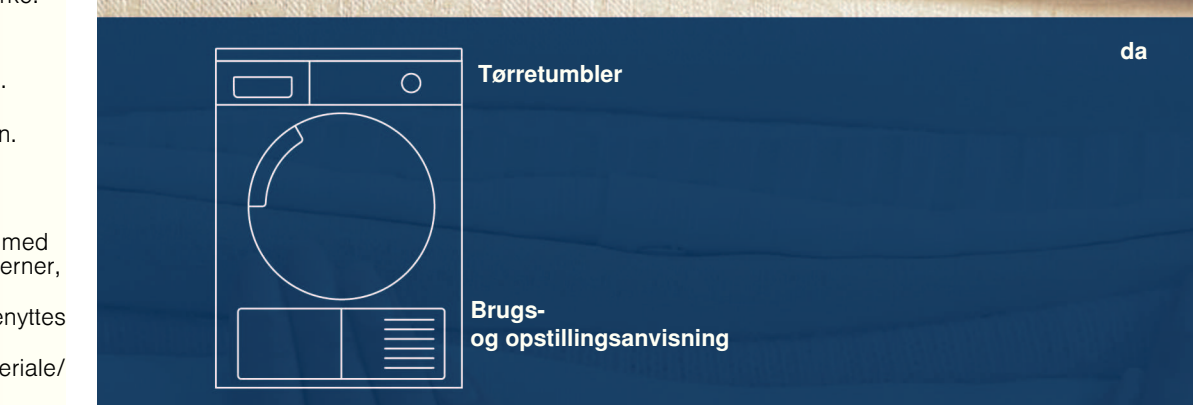 .
n.
med
erner,
enyttes
eriale/
da
Tørretumbler
Brugs-
og opstillingsanvisning